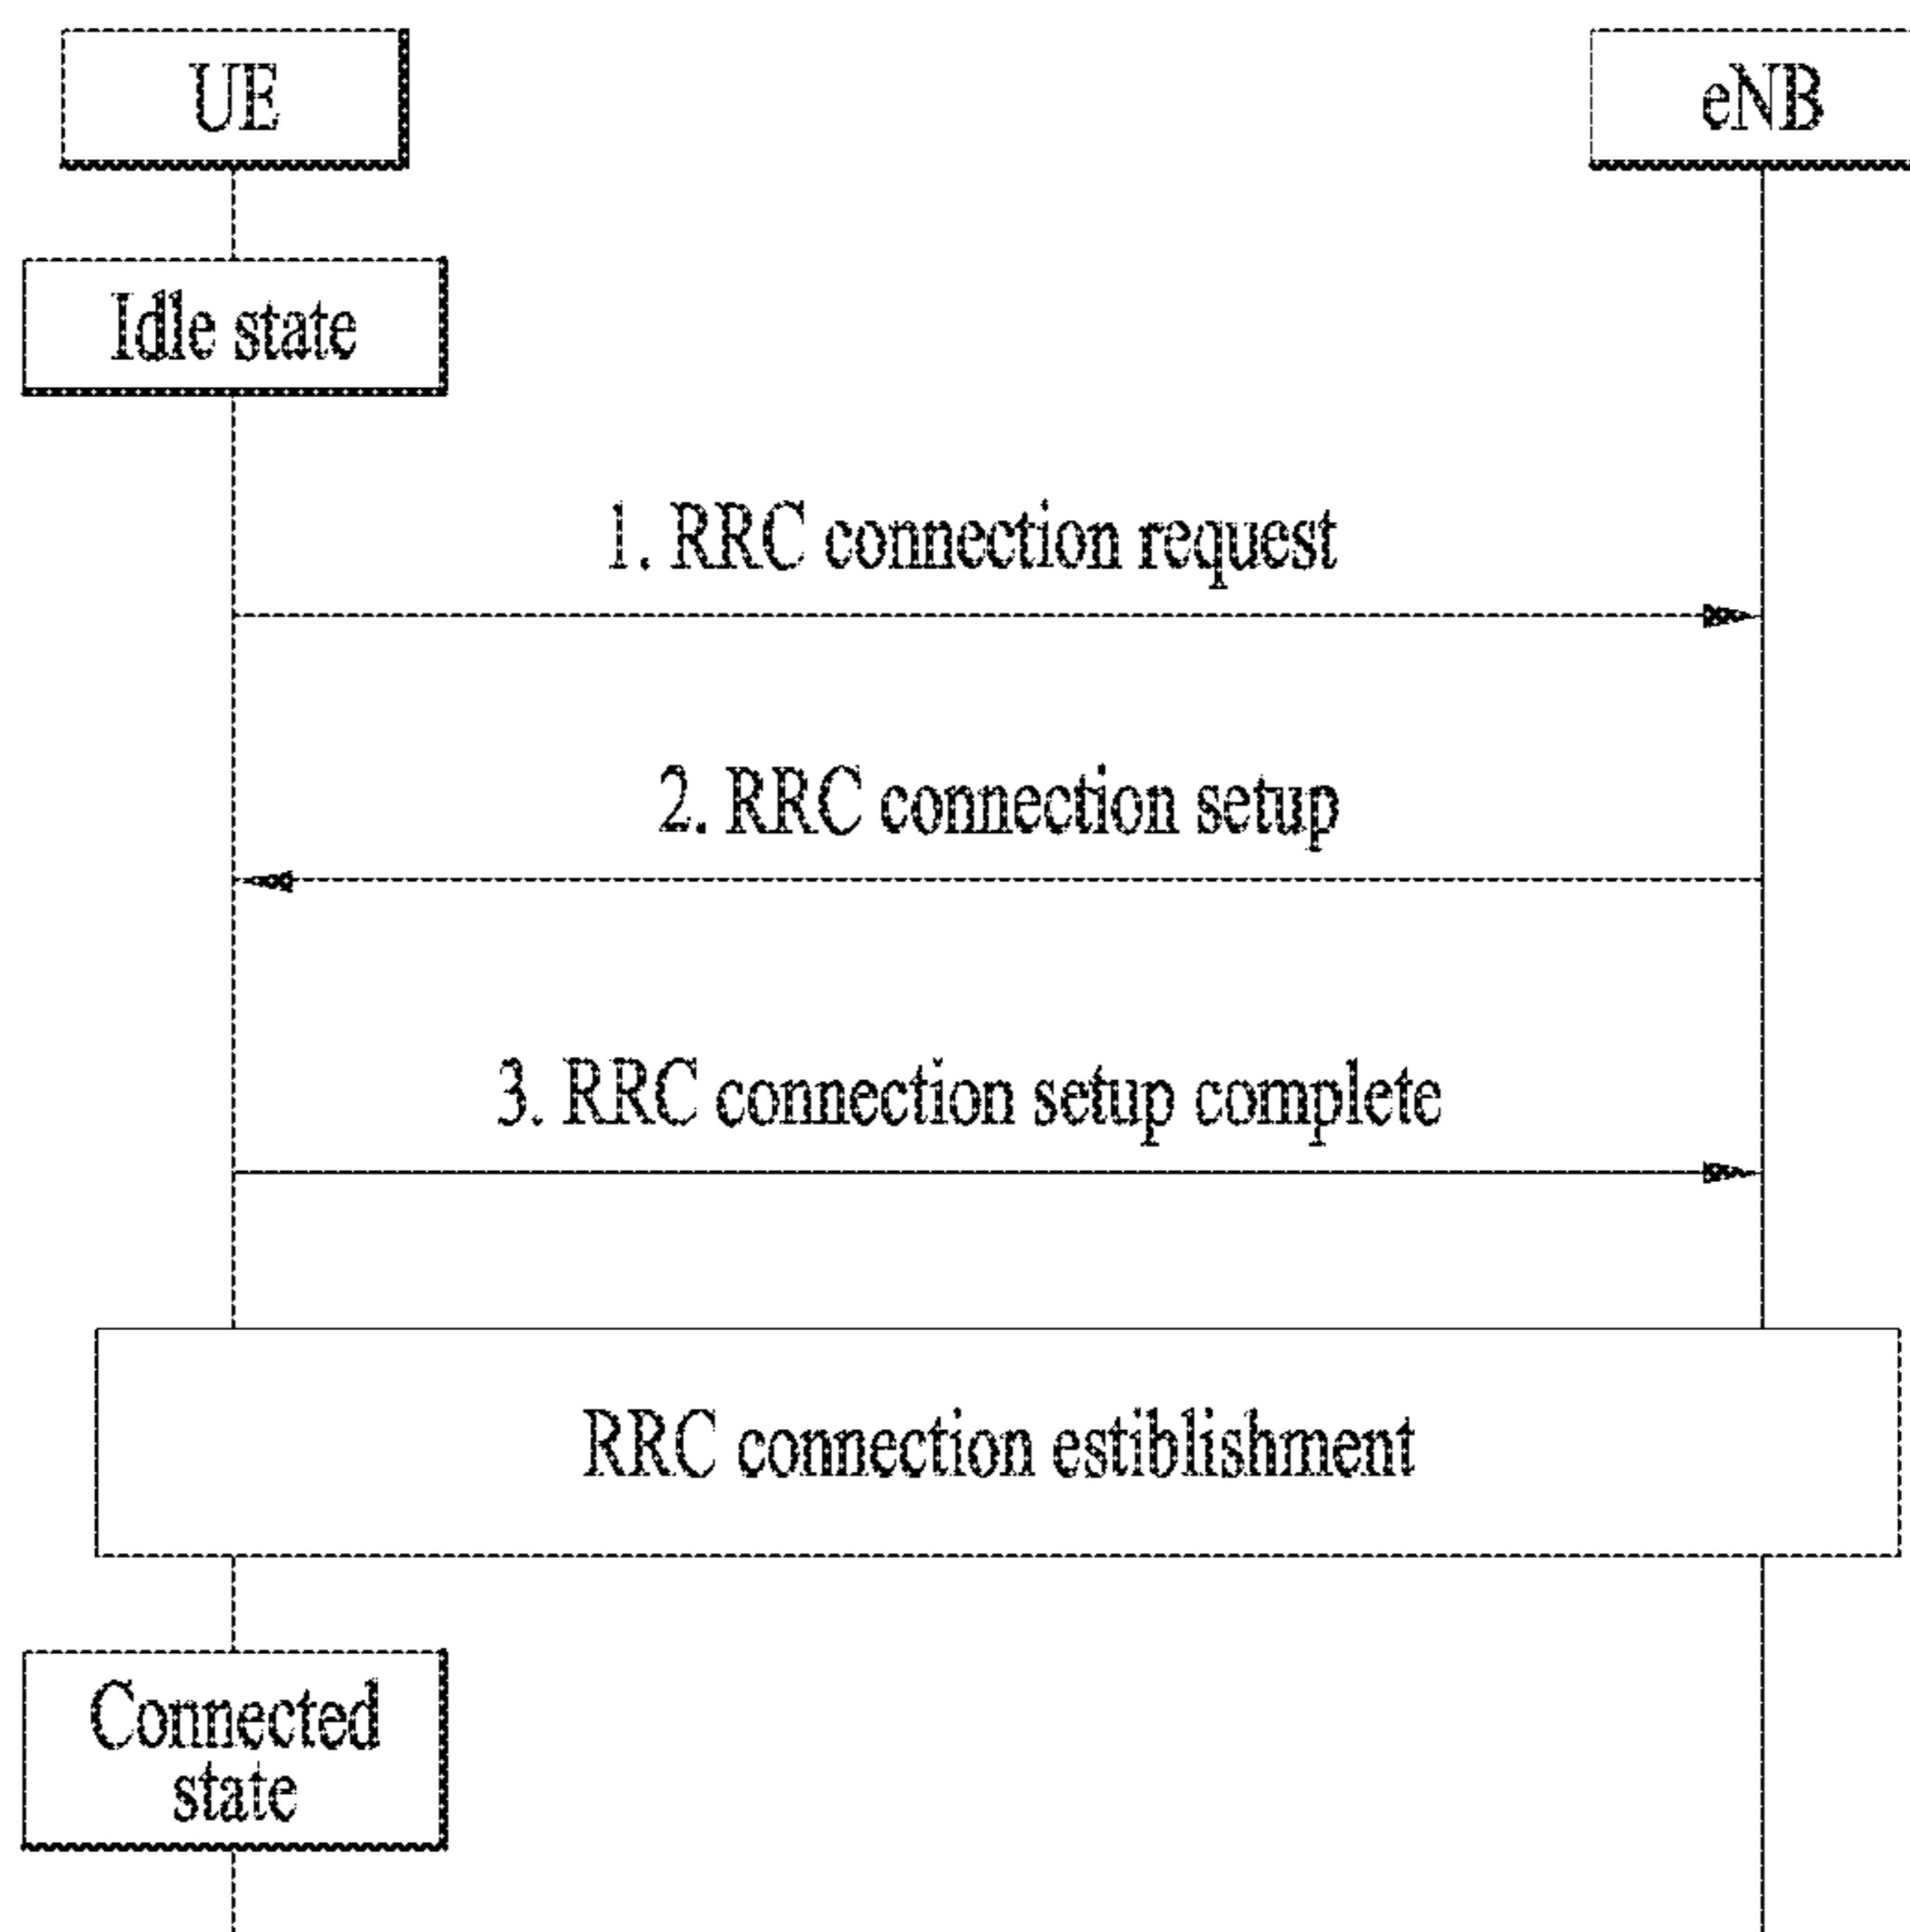 UE
eNB
Idle state
1. RRC connection request
2. RRC connection setup
3. RRC connection setup complete
RRC connection estiblishment
Connected
state